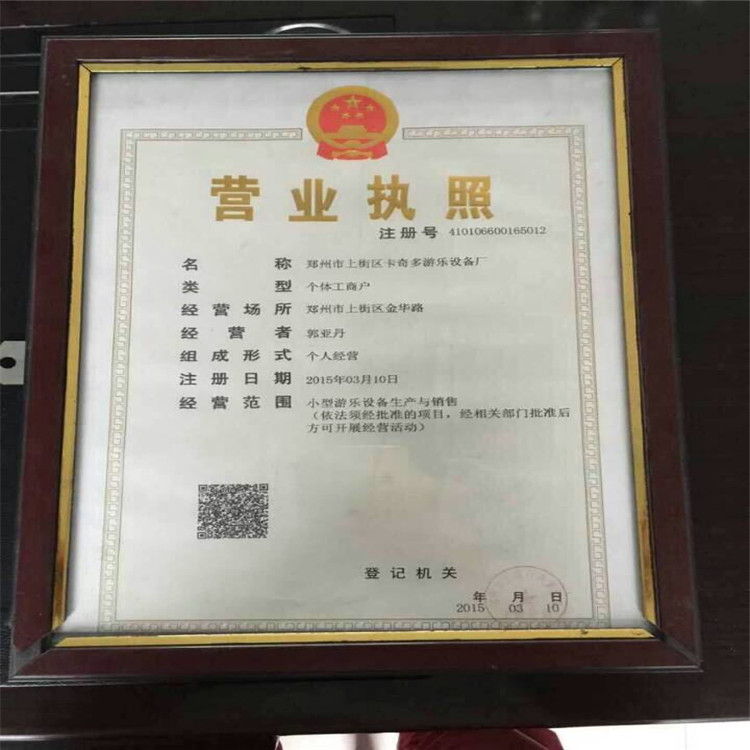 营业执照
注册号 410106600165012
名称 郑州市上街区卡奇多游乐设备厂
类型 个体工商户
经营场所 郑州市上街区金华路
经营者 郭亚丹
组成形式 个人经营
注册日期 2015年03月10日
经营范围 小型游乐设备生产与销售
（依法须经批准的项目，经相关部门批准后
方可开展经营活动）
登记机关
年 月 日
2015 03 10